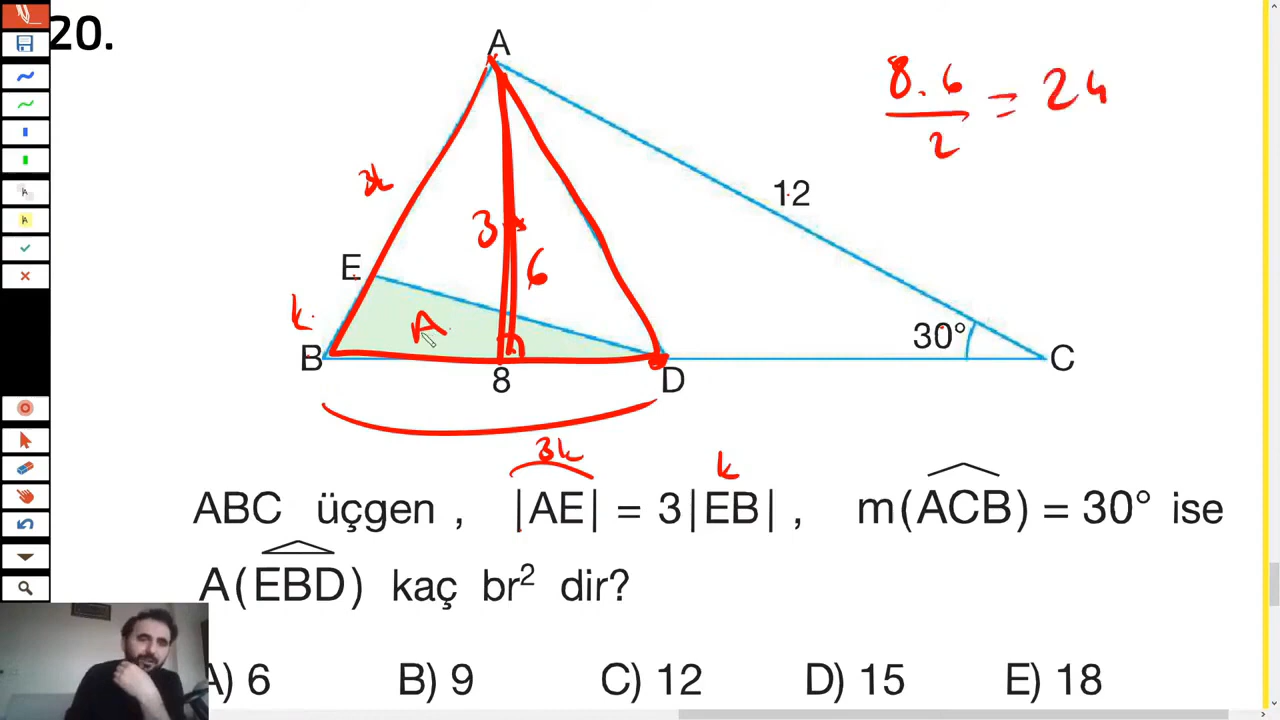 20.
A
8.6
― = 24
2
3k
12
3
E
6
k
A
30°
B
8
D
C
3k
k
ABC üçgen , |AE| = 3|EB| , m(ACB) = 30° ise
A(EBD) kaç br² dir?
A) 6 B) 9 C) 12 D) 15 E) 18